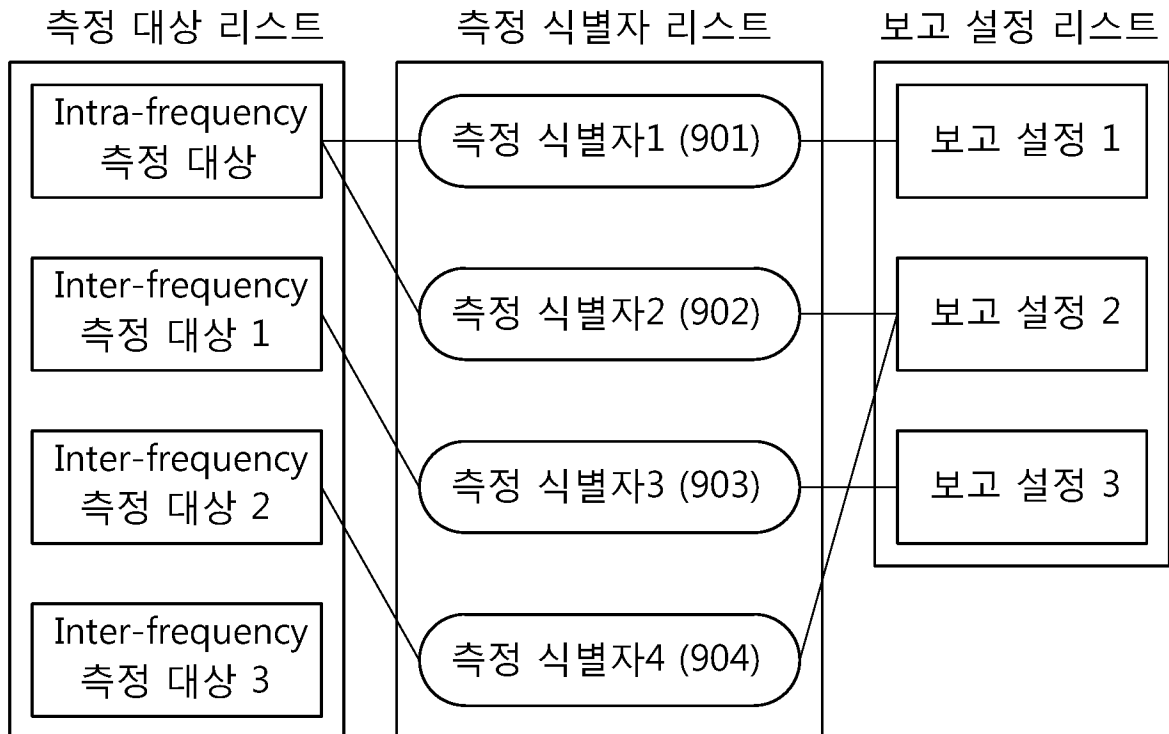 측정 대상 리스트
Intra-frequency
측정 대상
Inter-frequency
측정 대상 1
Inter-frequency
측정 대상 2
Inter-frequency
측정 대상 3
측정 식별자 리스트
측정 식별자1 (901)
측정 식별자2 (902)
측정 식별자3 (903)
측정 식별자4 (904)
보고 설정 리스트
보고 설정 1
보고 설정 2
보고 설정 3